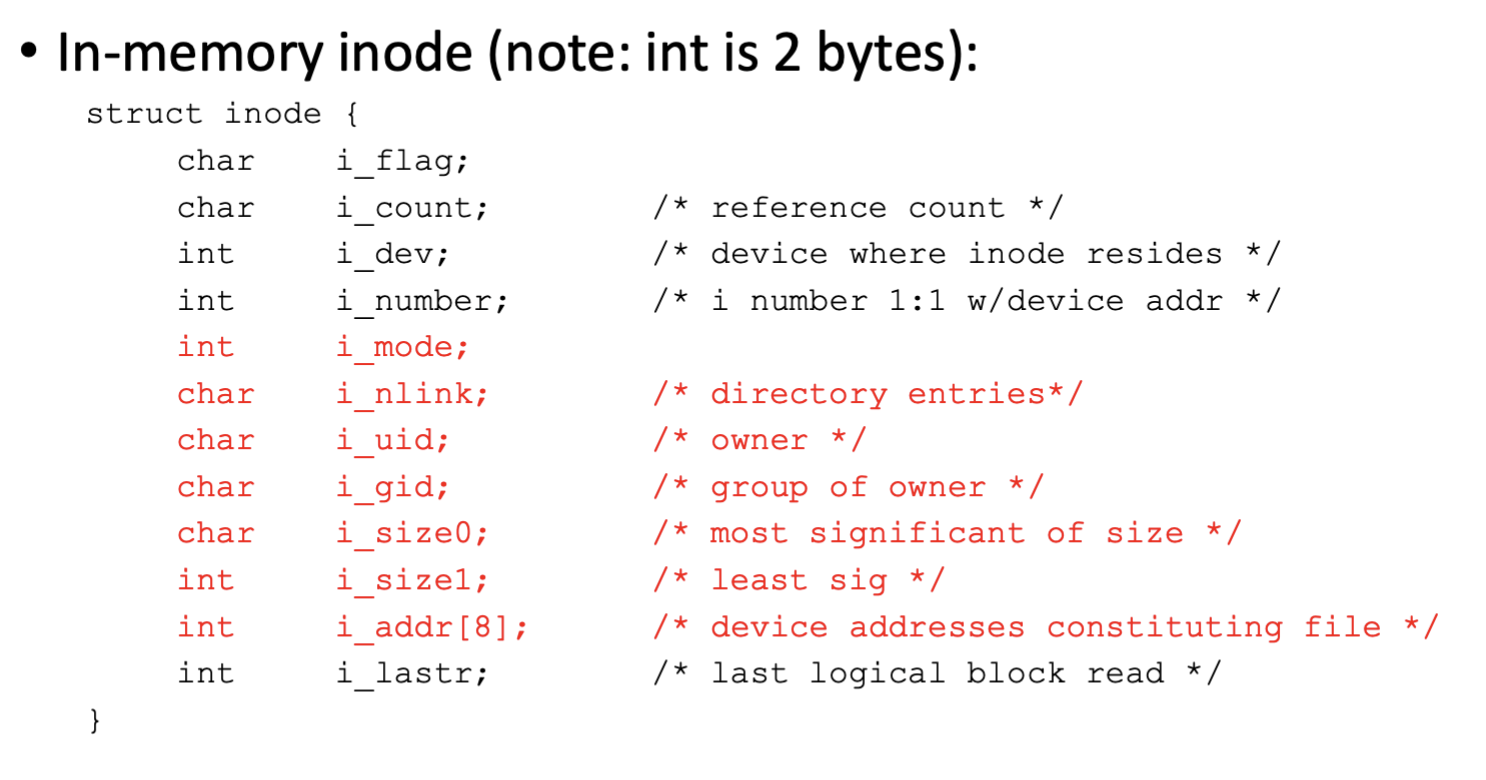 • In-memory inode (note: int is 2 bytes):
struct inode {
char i_flag;
char i_count; /* reference count */
int i_dev; /* device where inode resides */
int i_number; /* i number 1:1 w/device addr */
int i_mode;
char i_nlink; /* directory entries*/
char i_uid; /* owner */
char i_gid; /* group of owner */
char i_size0; /* most significant of size */
int i_size1; /* least sig */
int i_addr[8]; /* device addresses constituting file */
int i_lastr; /* last logical block read */
}